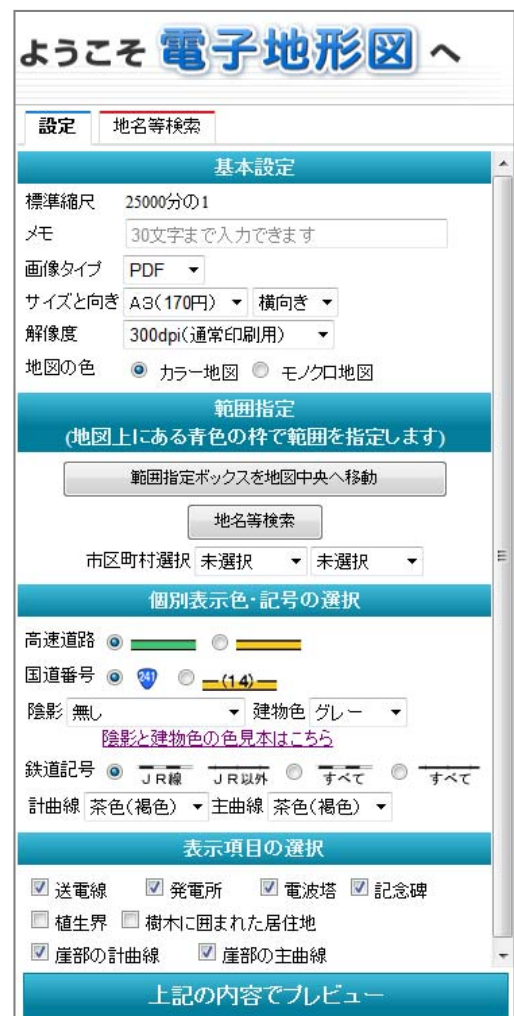 ようこそ 電子地形図 へ
設定 地名等検索
基本設定
標準縮尺 25000分の1
メモ 30文字まで入力できます
画像タイプ PDF
サイズと向き A3(170円) 横向き
解像度 300dpi(通常印刷用)
地図の色 カラー地図 モノクロ地図
範囲指定
(地図上にある青色の枠で範囲を指定します)
範囲指定ボックスを地図中央へ移動
地名等検索
市区町村選択 未選択 未選択
個別表示色・記号の選択
高速道路
国道番号 241 (14)
陰影 無し 建物色 グレー
陰影と建物色の色見本はこちら
鉄道記号 JR線 JR以外 すべて すべて
計曲線 茶色(褐色) 主曲線 茶色(褐色)
表示項目の選択
送電線 発電所 電波塔 記念碑
植生界 樹木に囲まれた居住地
崖部の計曲線 崖部の主曲線
上記の内容でプレビュー